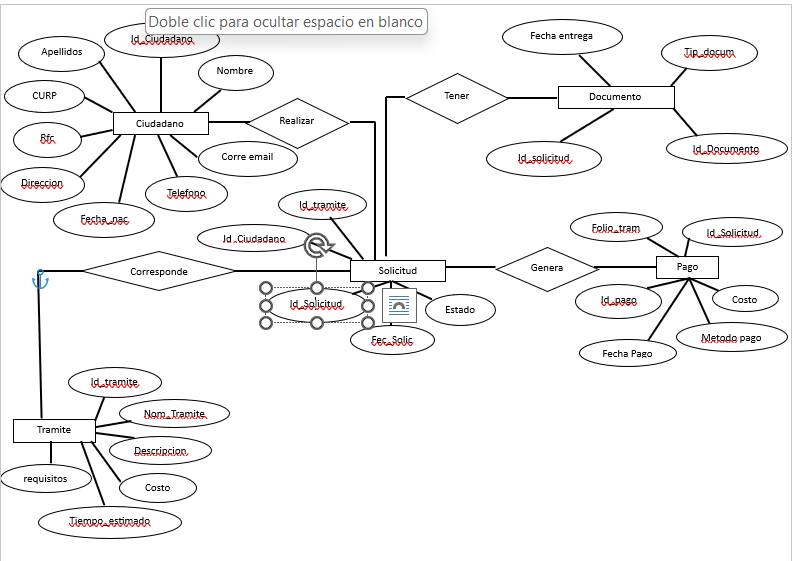 Doble clic para ocultar espacio en blanco
Id_Ciudadano
Apellidos
Nombre
CURP
Ciudadano
Rfc
Corre email
Direccion
Telefono
Fecha_nac
Realizar
Tener
Fecha entrega
Tip_docum
Documento
Id_solicitud
Id_Documento
Id_tramite
Id_Ciudadano
Solicitud
Corresponde
Id_Solicitud
Estado
Fec_Solic
Genera
Folio_tram
Id_Solicitud
Pago
Id_pago
Costo
Metodo pago
Fecha Pago
Id_tramite
Nom_Tramite
Tramite
Descripcion
requisitos
Costo
Tiempo_estimado